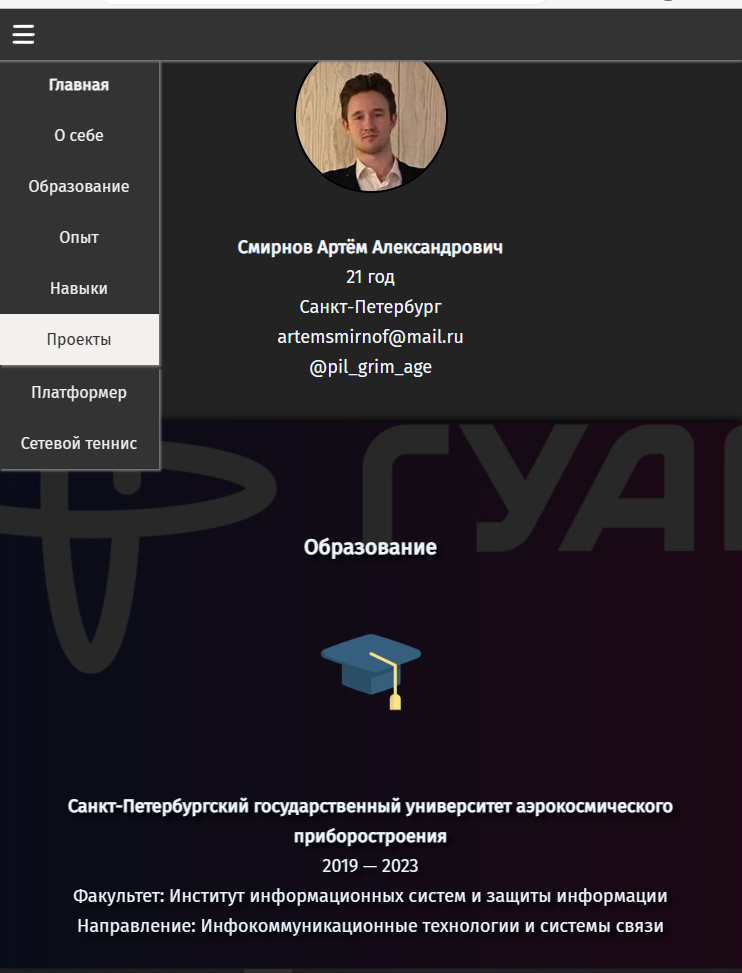 Главная
О себе
Образование
Опыт
Навыки
Проекты
Платформер
Сетевой теннис
Смирнов Артём Александрович
21 год
Санкт-Петербург
artemsmirnof@mail.ru
@pil_grim_age
ГУА
Образование
Санкт-Петербургский государственный университет аэрокосмического
приборостроения
2019 — 2023
Факультет: Институт информационных систем и защиты информации
Направление: Инфокоммуникационные технологии и системы связи